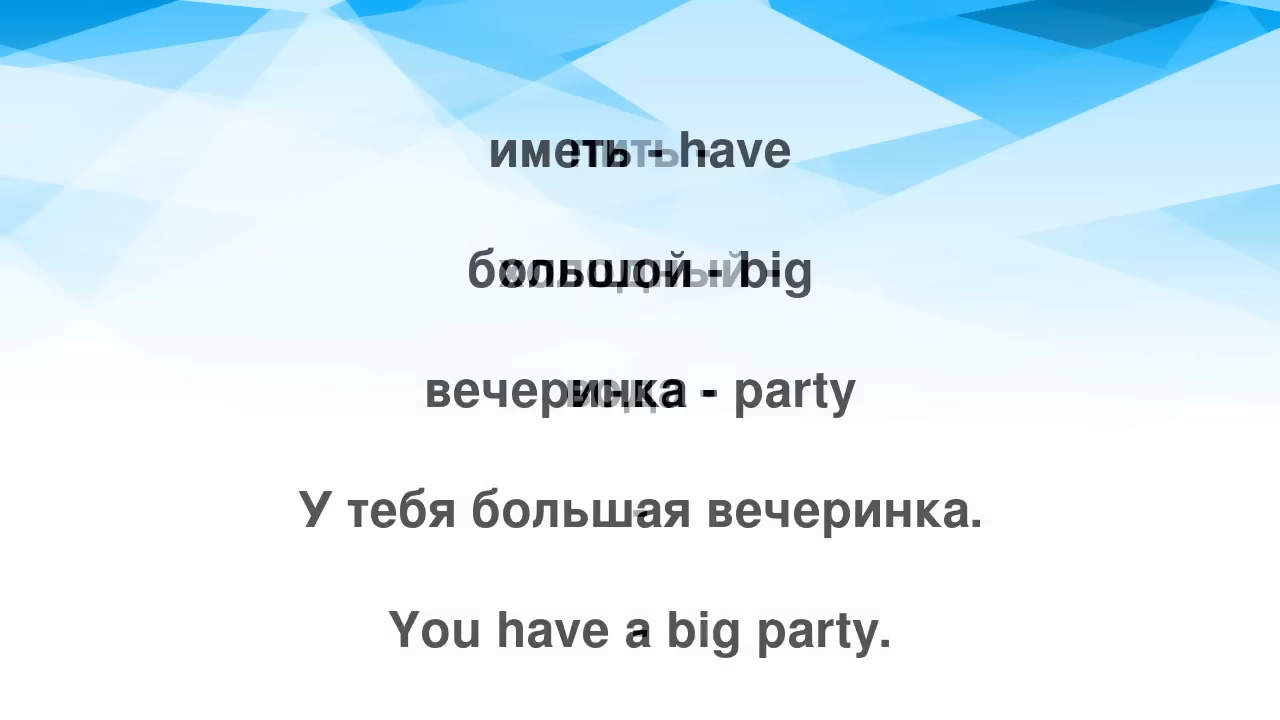 иметь - have
большой - big
вечеринка - party
У тебя большая вечеринка.
You have a big party.